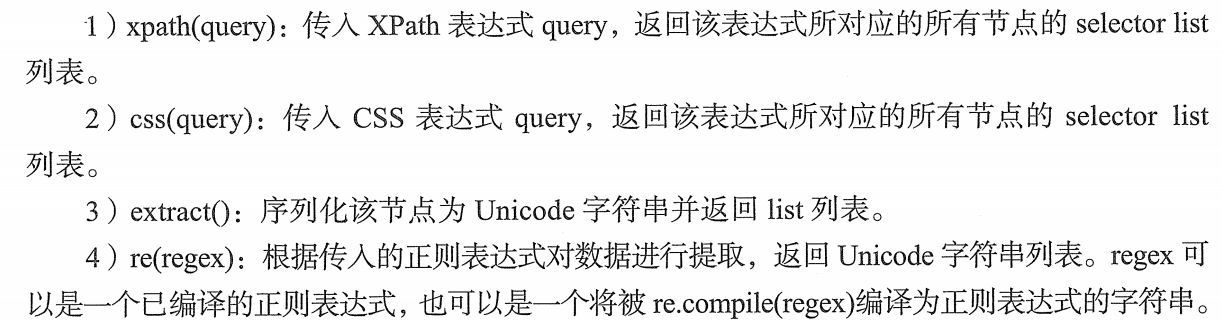 1）xpath(query)：传入 XPath 表达式 query，返回该表达式所对应的所有节点的 selector list
列表。
2）css(query)：传入 CSS 表达式 query，返回该表达式所对应的所有节点的 selector list
列表。
3）extract()：序列化该节点为 Unicode 字符串并返回 list 列表。
4）re(regex)：根据传入的正则表达式对数据进行提取，返回 Unicode 字符串列表。regex 可
以是一个已编译的正则表达式，也可以是一个将被 re.compile(regex)编译为正则表达式的字符串。